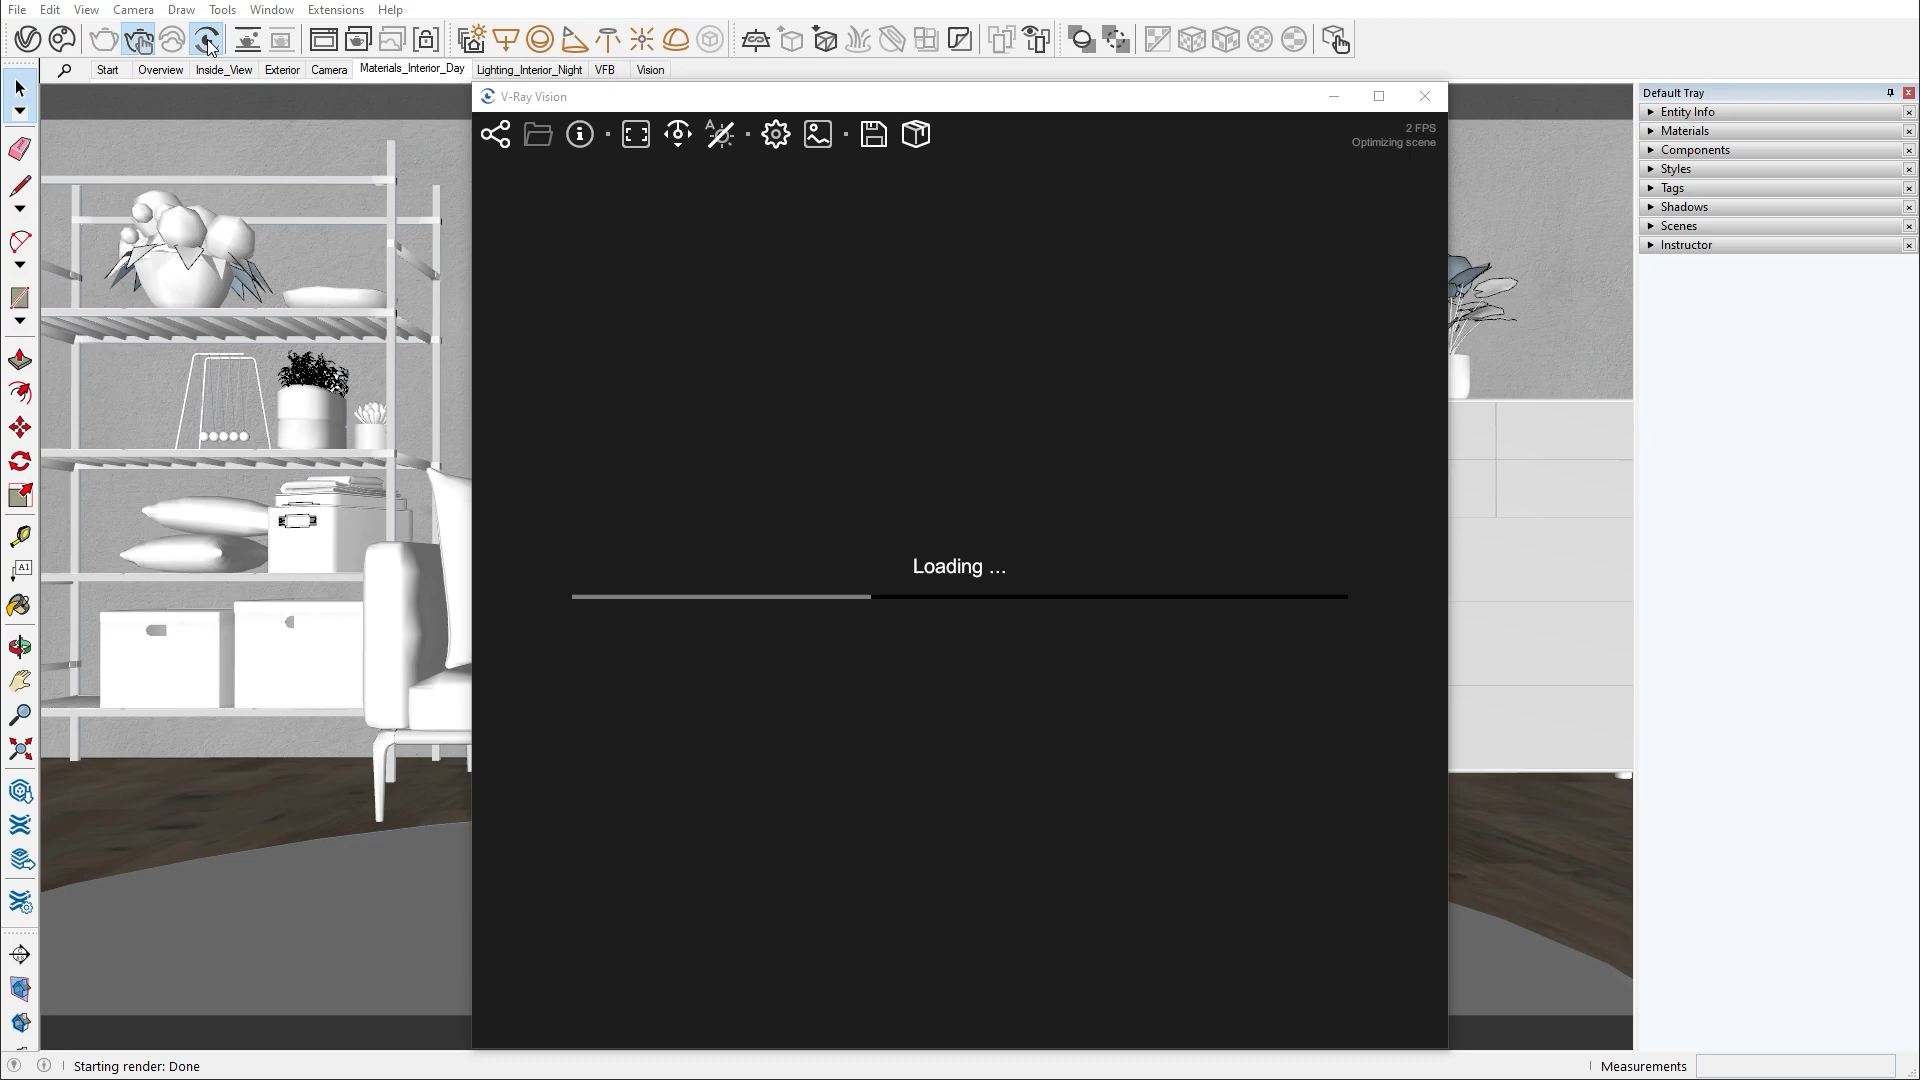 File Edit View Camera Draw Tools Window Extensions Help
Start Overview Inside_View Exterior Camera Materials_Interior_Day Lighting_Interior_Night VFB Vision
V-Ray Vision
2 FPS
Optimizing scene
Loading ...
Default Tray
Entity Info
Materials
Components
Styles
Tags
Shadows
Scenes
Instructor
A1
Starting render: Done
Measurements